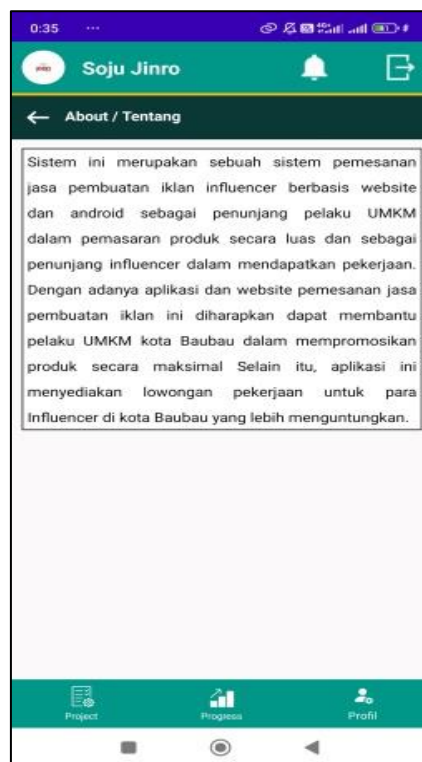 0:35 ...
Soju Jinro
About / Tentang
Sistem ini merupakan sebuah sistem pemesanan
jasa pembuatan iklan influencer berbasis website
dan android sebagai penunjang pelaku UMKM
dalam pemasaran produk secara luas dan sebagai
penunjang influencer dalam mendapatkan pekerjaan.
Dengan adanya aplikasi dan website pemesanan jasa
pembuatan iklan ini diharapkan dapat membantu
pelaku UMKM kota Baubau dalam mempromosikan
produk secara maksimal Selain itu, aplikasi ini
menyediakan lowongan pekerjaan untuk para
Influencer di kota Baubau yang lebih menguntungkan.
Project Progress Profil